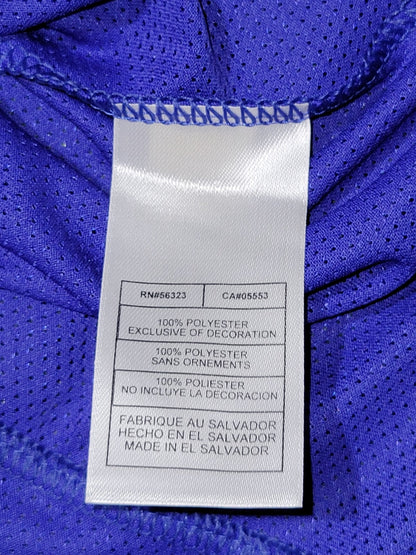 RN#56323 CA#05553
100% POLYESTER
EXCLUSIVE OF DECORATION
100% POLYESTER
SANS ORNEMENTS
100% POLIESTER
NO INCLUYE LA DECORACION
FABRIQUE AU SALVADOR
HECHO EN EL SALVADOR
MADE IN EL SALVADOR